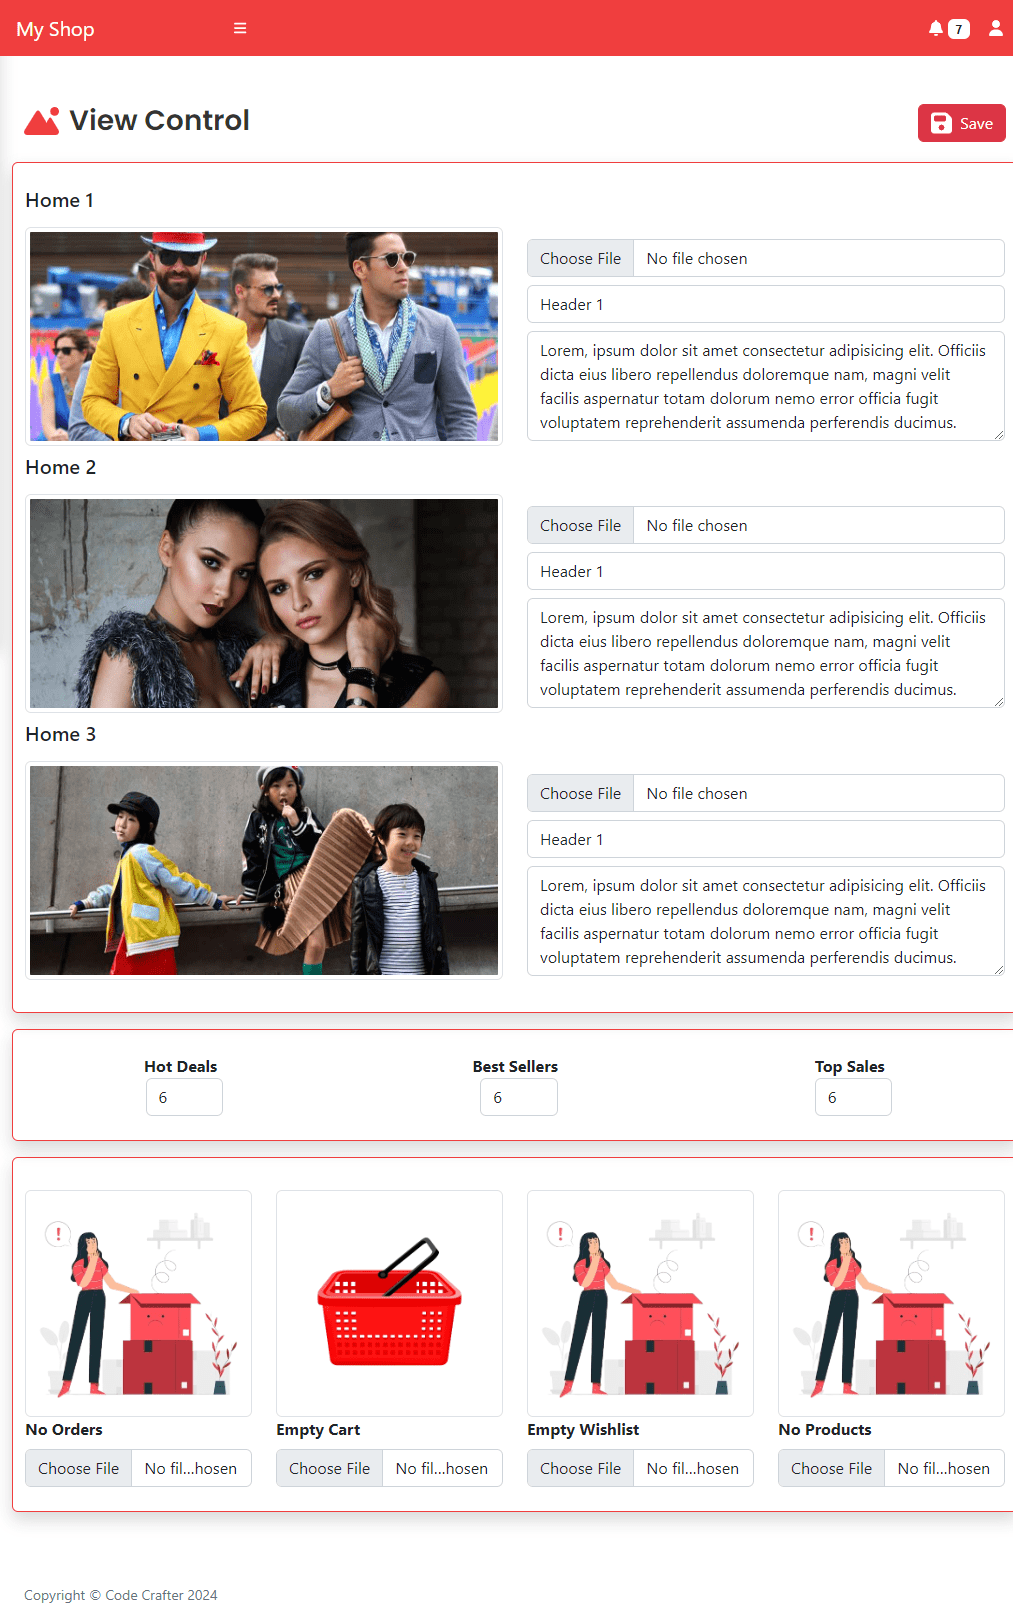 My Shop
7
View Control
Save
Home 1
Choose File No file chosen
Header 1
Lorem, ipsum dolor sit amet consectetur adipisicing elit. Officiis
dicta eius libero repellendus doloremque nam, magni velit
facilis aspernatur totam dolorum nemo error officia fugit
voluptatem reprehenderit assumenda perferendis ducimus.
Home 2
Choose File No file chosen
Header 1
Lorem, ipsum dolor sit amet consectetur adipisicing elit. Officiis
dicta eius libero repellendus doloremque nam, magni velit
facilis aspernatur totam dolorum nemo error officia fugit
voluptatem reprehenderit assumenda perferendis ducimus.
Home 3
Choose File No file chosen
Header 1
Lorem, ipsum dolor sit amet consectetur adipisicing elit. Officiis
dicta eius libero repellendus doloremque nam, magni velit
facilis aspernatur totam dolorum nemo error officia fugit
voluptatem reprehenderit assumenda perferendis ducimus.
Hot Deals Best Sellers Top Sales
6 6 6
! ! !
No Orders Empty Cart Empty Wishlist No Products
Choose File No fil...hosen Choose File No fil...hosen Choose File No fil...hosen Choose File No fil...hosen
Copyright © Code Crafter 2024